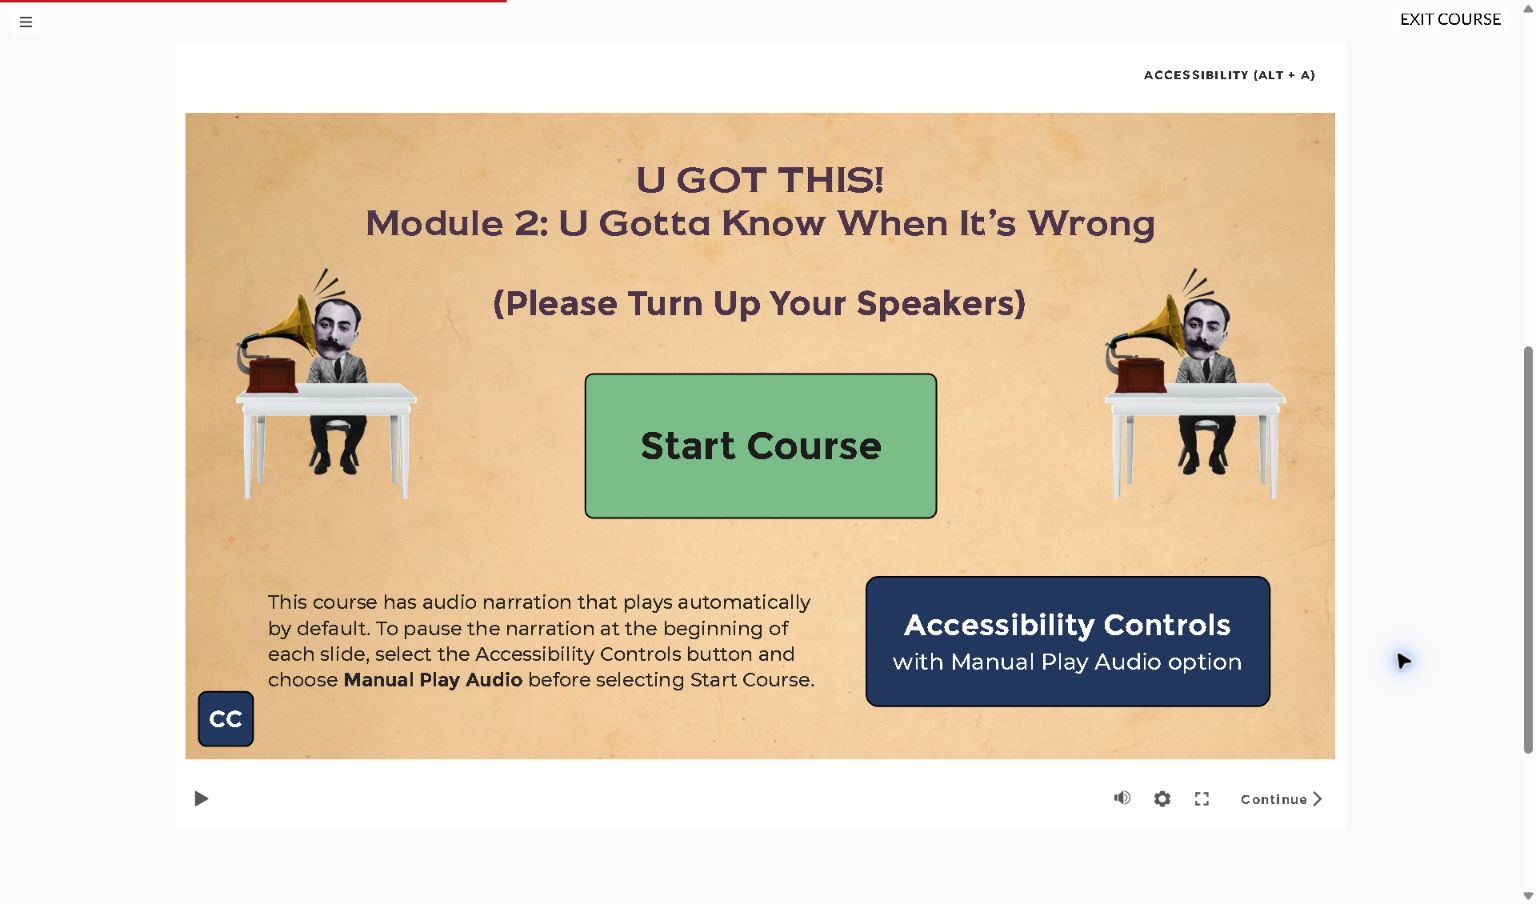 EXIT COURSE
ACCESSIBILITY (ALT + A)
U GOT THIS!
Module 2: U Gotta Know When It’s Wrong
(Please Turn Up Your Speakers)
Start Course
This course has audio narration that plays automatically
by default. To pause the narration at the beginning of
each slide, select the Accessibility Controls button and
choose Manual Play Audio before selecting Start Course.
Accessibility Controls
with Manual Play Audio option
CC
Continue